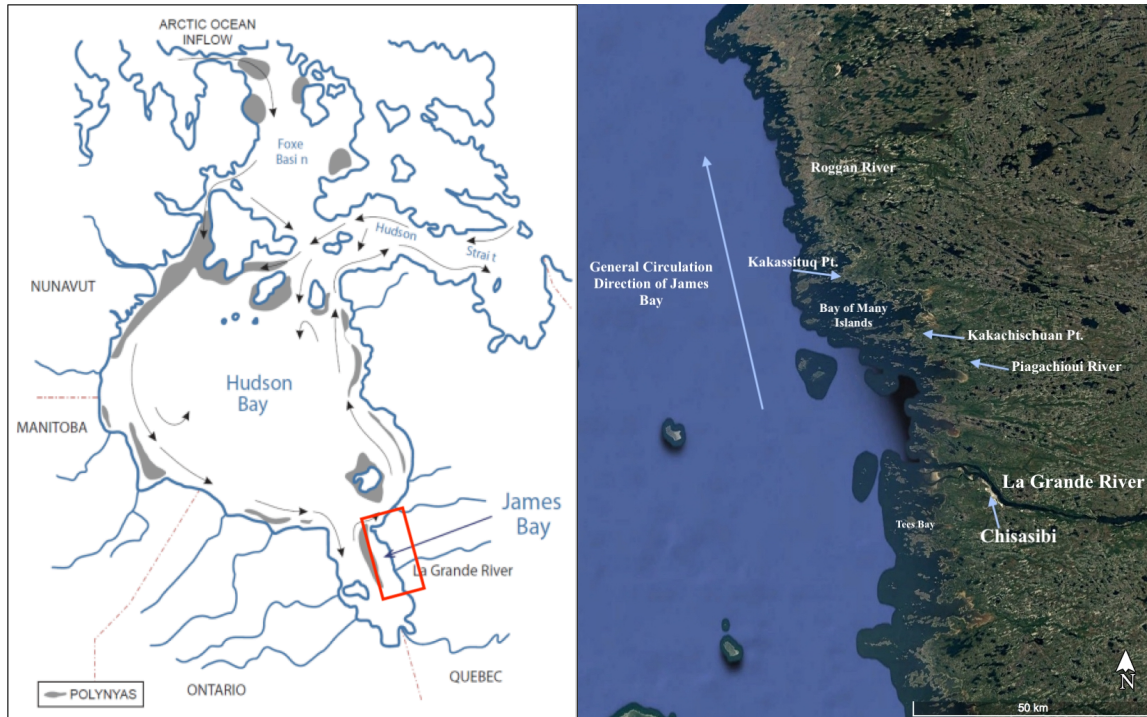 ARCTIC OCEAN
INFLOW
Foxe
Basi n
Hudson
Strai t
NUNAVUT
Hudson
Bay
MANITOBA
James
Bay
La Grande River
QUEBEC
ONTARIO
POLYNYAS
Roggan River
Kakassituq Pt.
General Circulation
Direction of James
Bay
Bay of Many
Islands
Kakachischuan Pt.
Piagachioui River
La Grande River
Tees Bay
Chisasibi
N
50 km